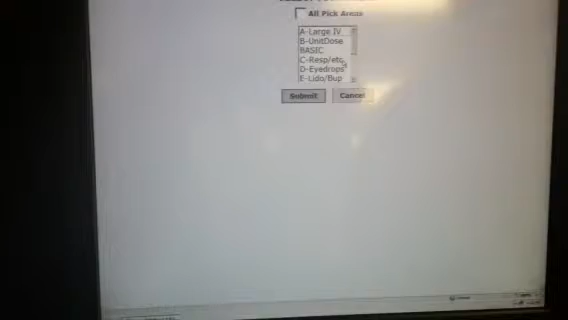 All Pick Areas
A-Large IV
B-UnitDose
BASIC
C-Resp/etc
D-Eyedrops
E-Lido/Bup
Submit Cancel